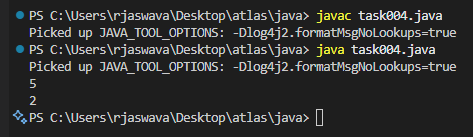 PS C:\Users\rjaswava\Desktop\atlas\java> javac task004.java
Picked up JAVA_TOOL_OPTIONS: -Dlog4j2.formatMsgNoLookups=true
PS C:\Users\rjaswava\Desktop\atlas\java> java task004.java
Picked up JAVA_TOOL_OPTIONS: -Dlog4j2.formatMsgNoLookups=true
5
2
PS C:\Users\rjaswava\Desktop\atlas\java>